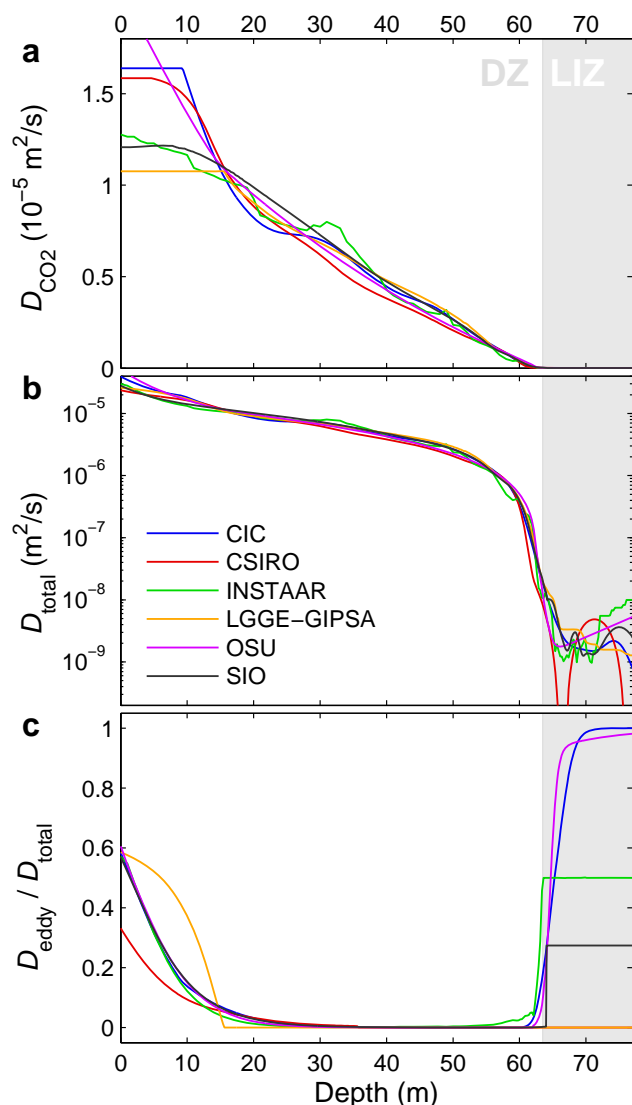 0 10 20 30 40 50 60 70
a
DZ LIZ
1.5
1
0.5
0
D_CO2 (10^−5 m^2/s)
b
10^−5
10^−6
10^−7
10^−8
10^−9
D_total (m^2/s)
CIC
CSIRO
INSTAAR
LGGE−GIPSA
OSU
SIO
c
1
0.8
0.6
0.4
0.2
0
D_eddy / D_total
0 10 20 30 40 50 60 70
Depth (m)